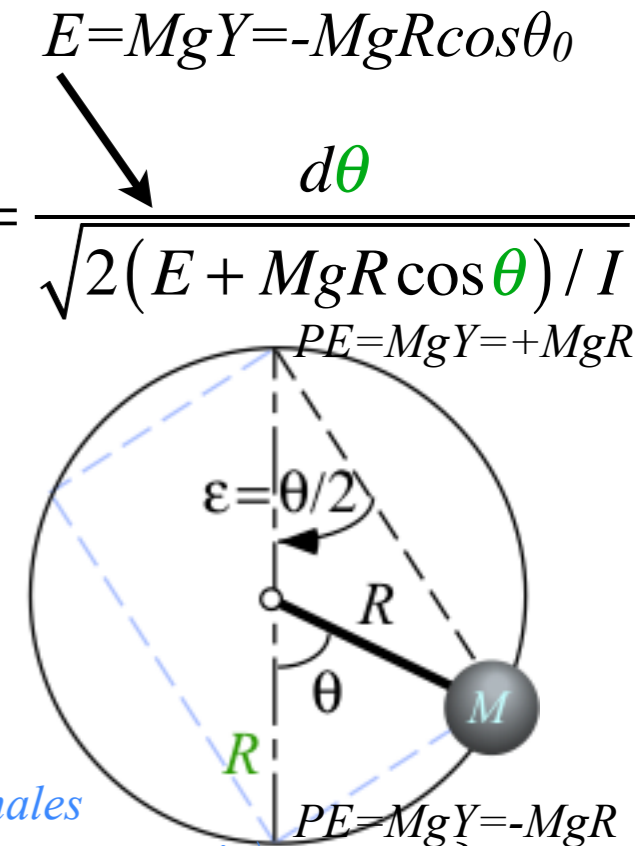 E=MgY=-MgRcosθ₀
= dθ / √2(E + MgR cos θ) / I
PE=MgY=+MgR
ε=θ/2
R
θ
M
R
PE=MgY=-MgR